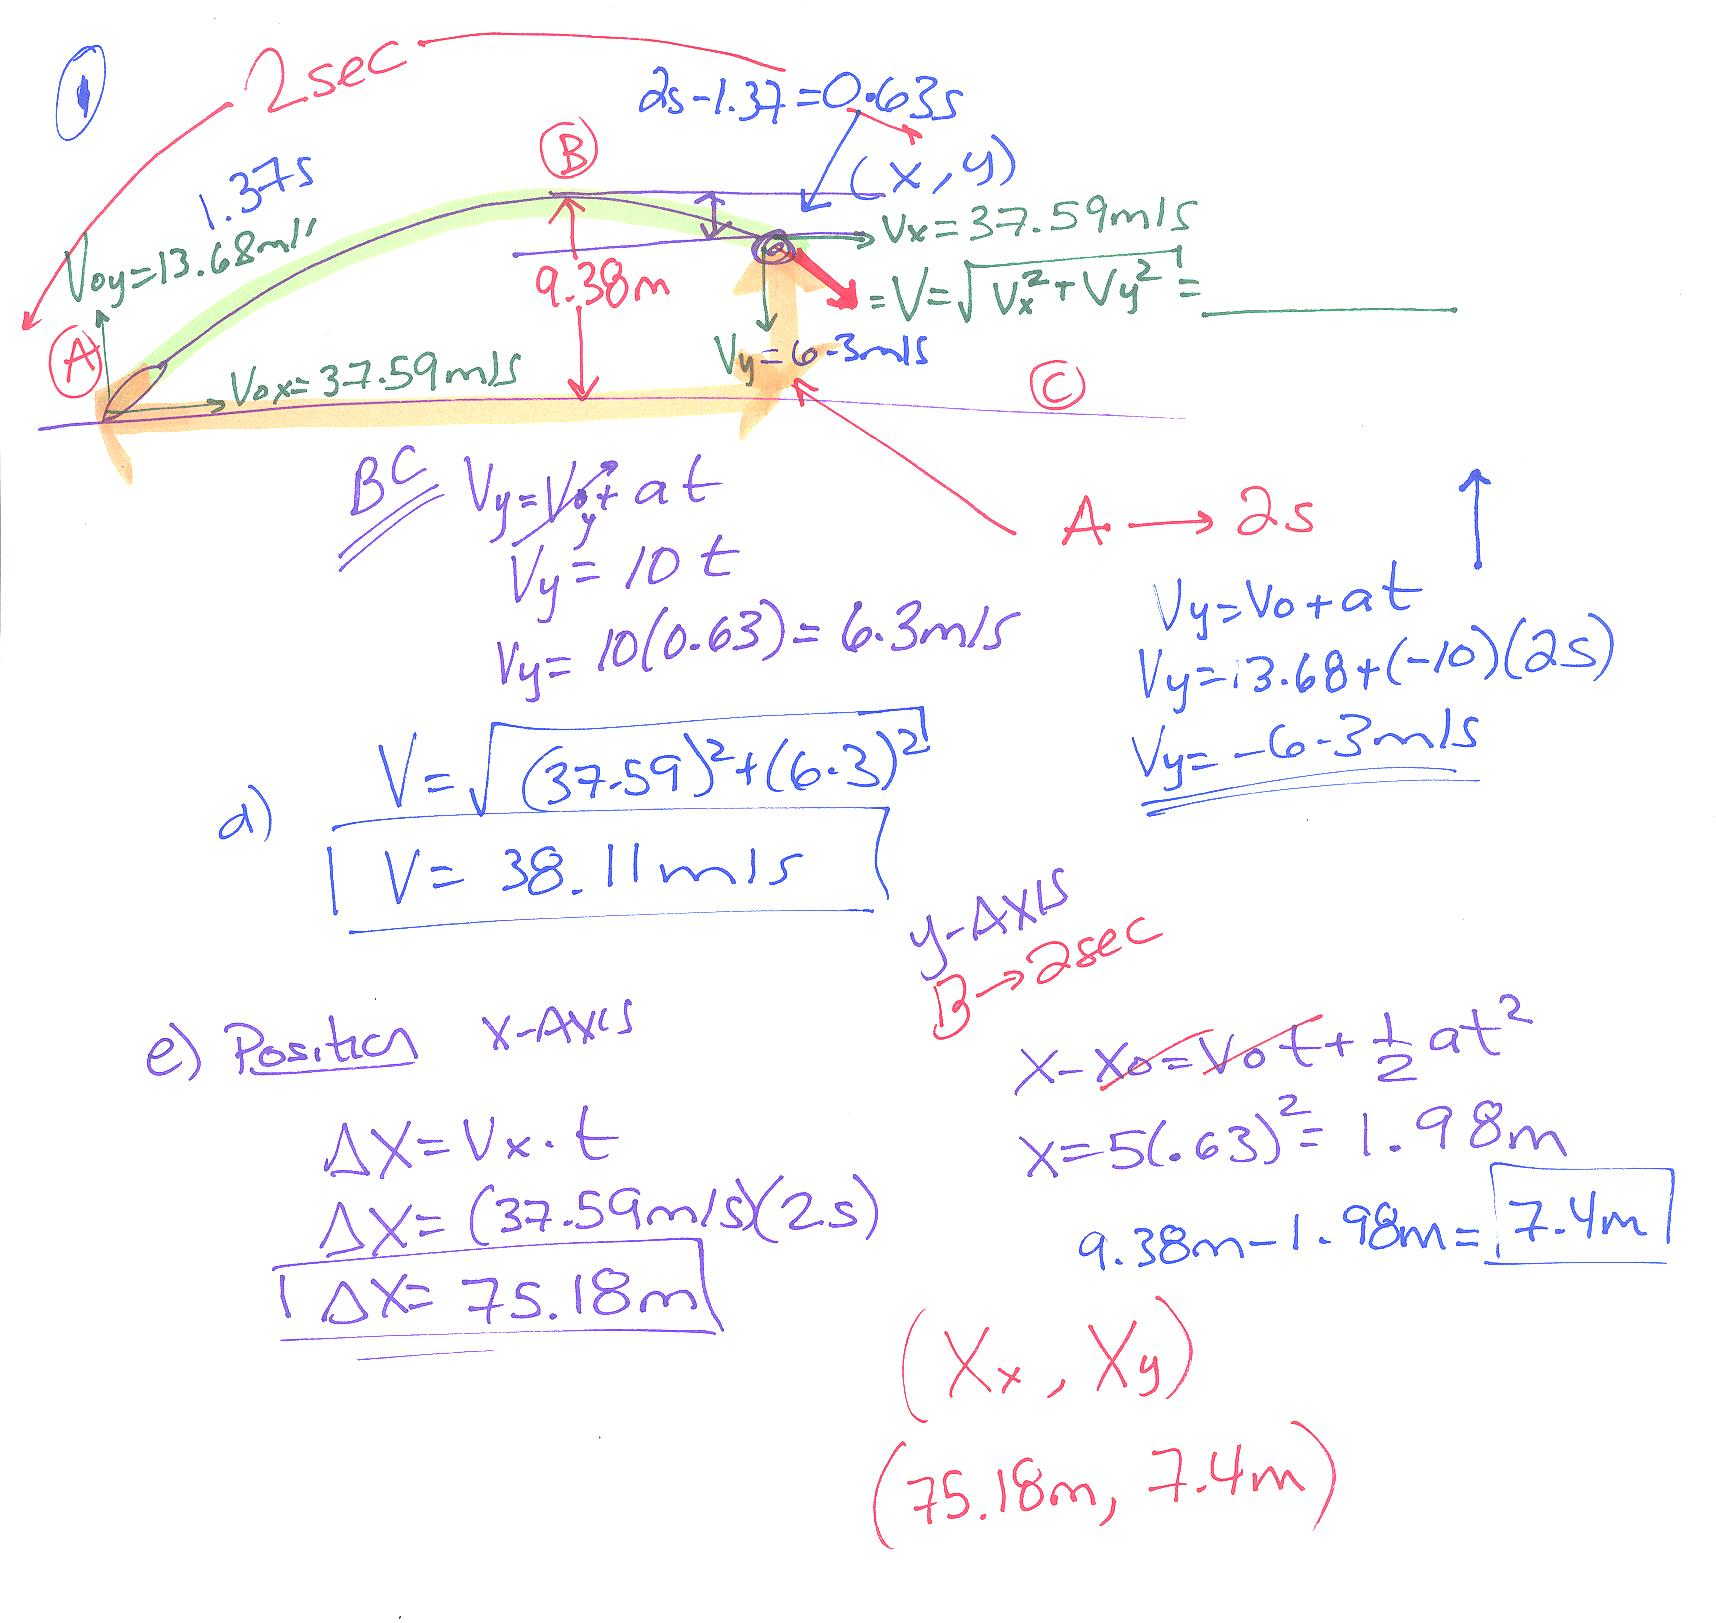 1
2sec
2s-1.37=0.63s
B
(x,y)
1.37s
Vx=37.59m/s
Voy=13.68m/s
9.38m
=V=√Vx²+Vy² =
A
Vy=6.3m/s
Vox=37.59m/s
C
BC
Vy=Voy+at
A → 2s
Vy=10t
Vy=Vo+at
Vy=10(0.63)=6.3m/s
Vy=13.68+(-10)(2s)
Vy=-6.3m/s
d)
V=√(37.59)²+(6.3)²
V=38.11m/s
y-Axis
B→2sec
e) Position x-Axis
x-xo=Vot+1/2at²
ΔX=Vx·t
x=5(.63)²=1.98m
ΔX=(37.59m/s)(2s)
9.38m-1.98m=7.4m
ΔX=75.18m
(Xx,Xy)
(75.18m, 7.4m)